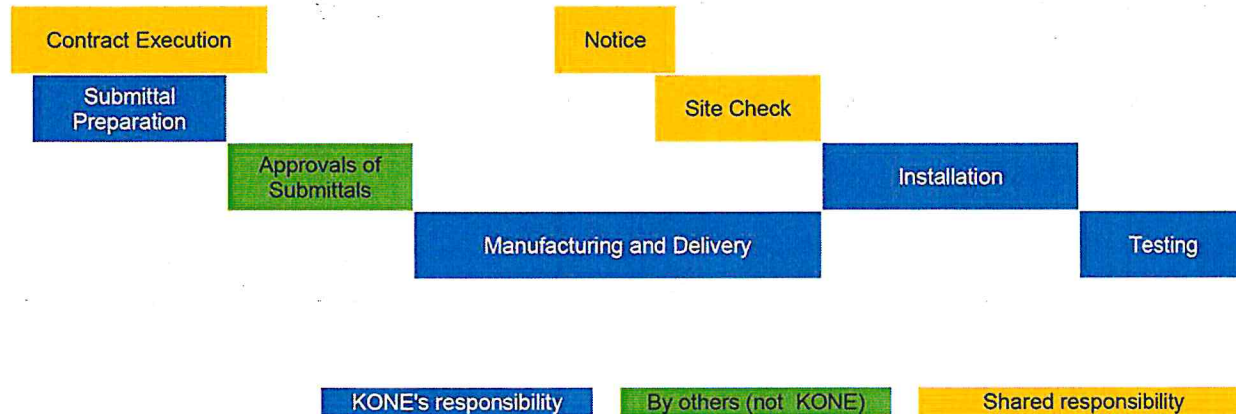 Contract Execution
Notice
Submittal
Preparation
Site Check
Approvals of
Submittals
Installation
Manufacturing and Delivery
Testing
KONE's responsibility
By others (not KONE)
Shared responsibility